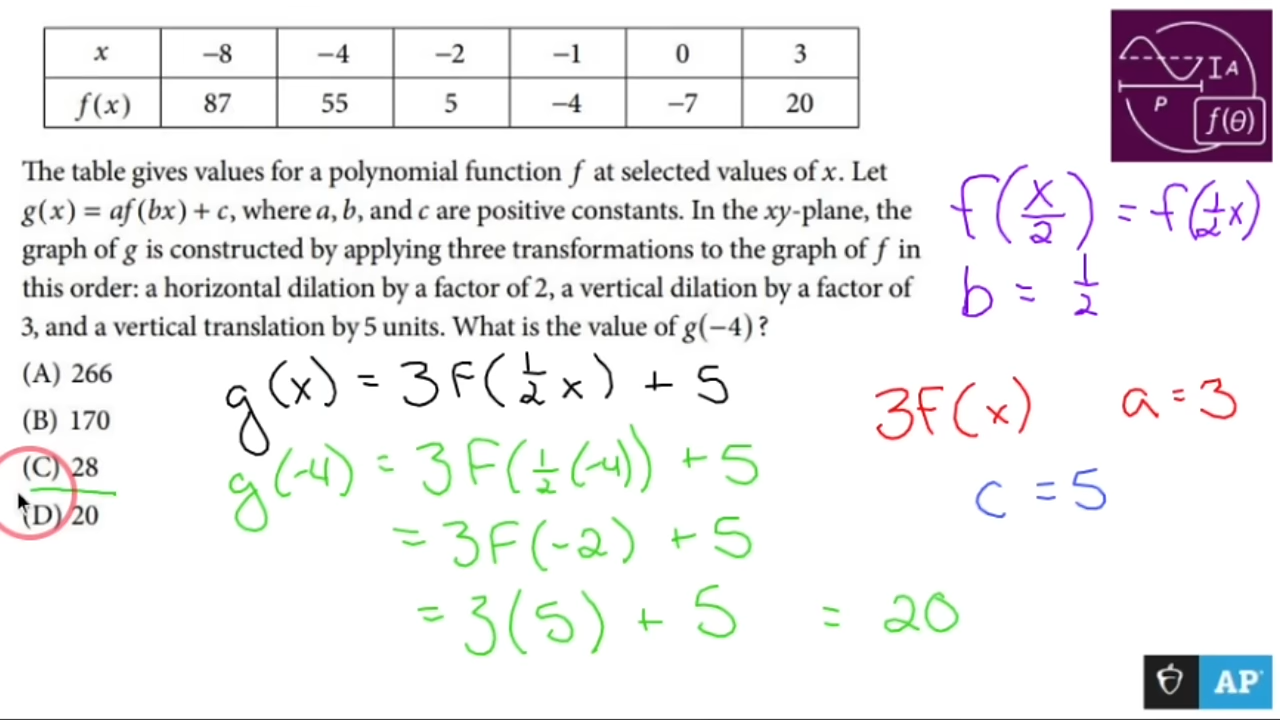 x −8 −4 −2 −1 0 3
f(x) 87 55 5 −4 −7 20
I A
P
f(θ)
The table gives values for a polynomial function f at selected values of x. Let
g(x) = af(bx) + c, where a, b, and c are positive constants. In the xy-plane, the
graph of g is constructed by applying three transformations to the graph of f in
this order: a horizontal dilation by a factor of 2, a vertical dilation by a factor of
3, and a vertical translation by 5 units. What is the value of g(−4)?
f(x/2) = f(1/2 x)
b = 1/2
(A) 266
(B) 170
(C) 28
(D) 20
g(x) = 3F(1/2 x) + 5
g(-4) = 3F(1/2 (-4)) + 5
= 3F(-2) + 5
= 3(5) + 5 = 20
3F(x) a = 3
c = 5
AP